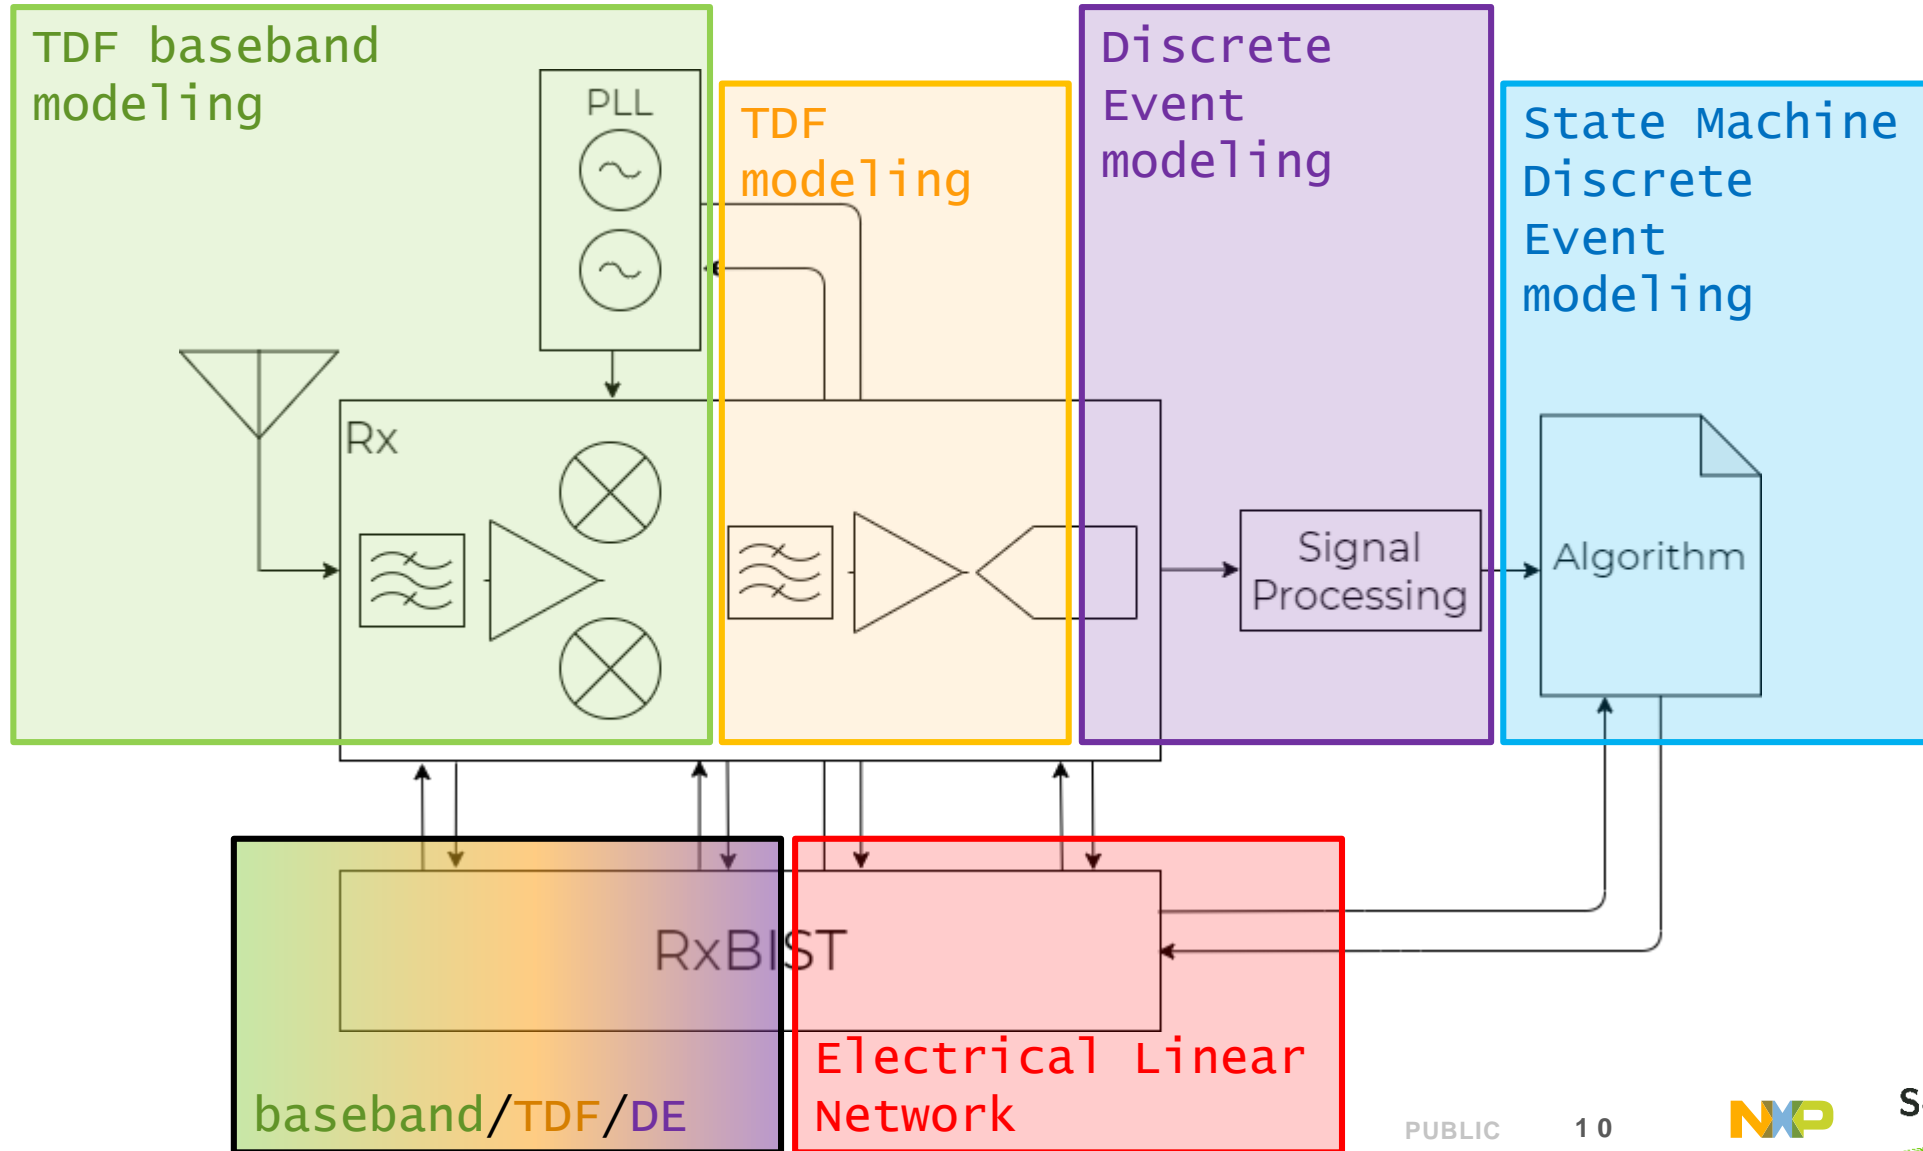 TDF baseband
modeling
PLL
TDF
modeling
Discrete
Event
modeling
State Machine
Discrete
Event
modeling
Rx
Signal
Processing
Algorithm
RxBIST
baseband/TDF/DE
Electrical Linear
Network
PUBLIC
10
NXP